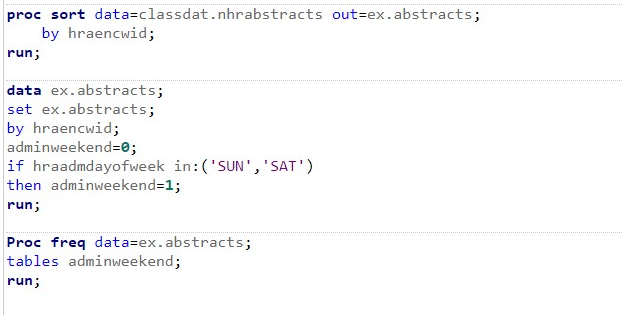 proc sort data=classdat.nhrabstracts out=ex.abstracts;
    by hraencwid;
run;
data ex.abstracts;
set ex.abstracts;
by hraencwid;
adminweekend=0;
if hraadmdayofweek in:('SUN','SAT')
then adminweekend=1;
run;
Proc freq data=ex.abstracts;
tables adminweekend;
run;